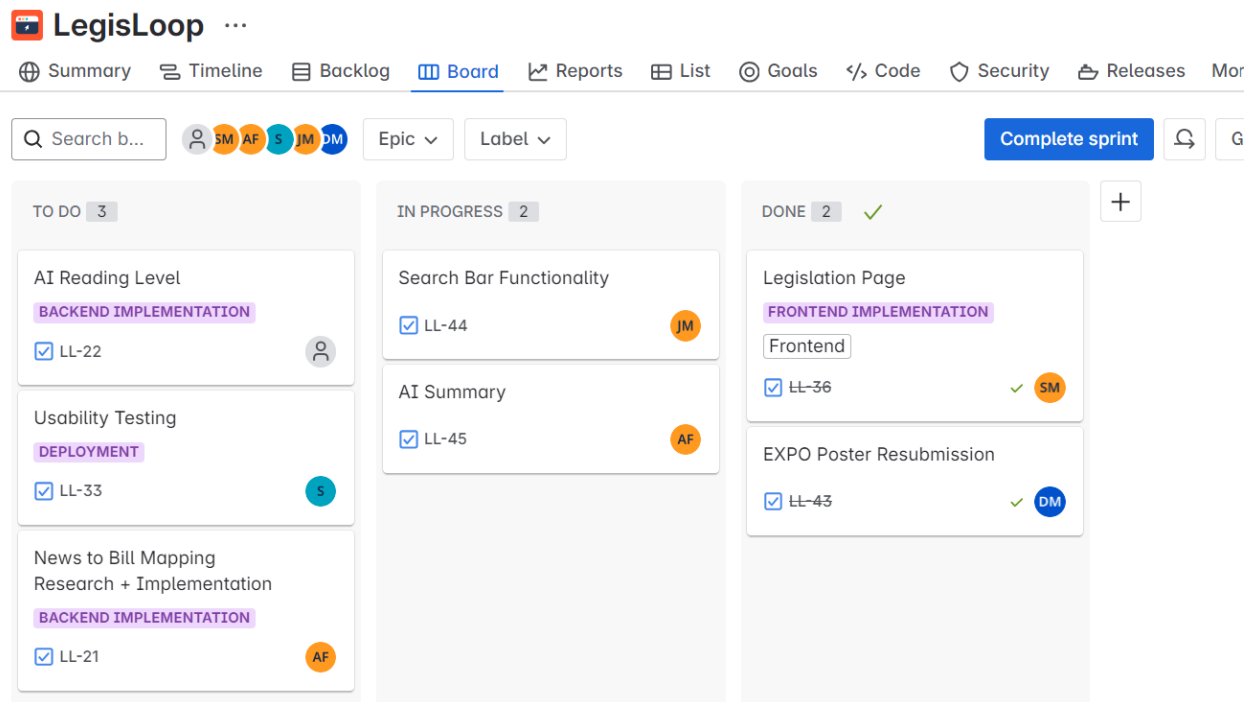 LegisLoop ...
Summary Timeline Backlog Board Reports List Goals Code Security Releases Mor
Search b... SM AF S JM DM Epic Label Complete sprint G
TO DO 3
AI Reading Level
BACKEND IMPLEMENTATION
LL-22
Usability Testing
DEPLOYMENT
LL-33 S
News to Bill Mapping
Research + Implementation
BACKEND IMPLEMENTATION
LL-21 AF
IN PROGRESS 2
Search Bar Functionality
LL-44 JM
AI Summary
LL-45 AF
DONE 2
Legislation Page
FRONTEND IMPLEMENTATION
Frontend
LL-36 SM
EXPO Poster Resubmission
LL-43 DM